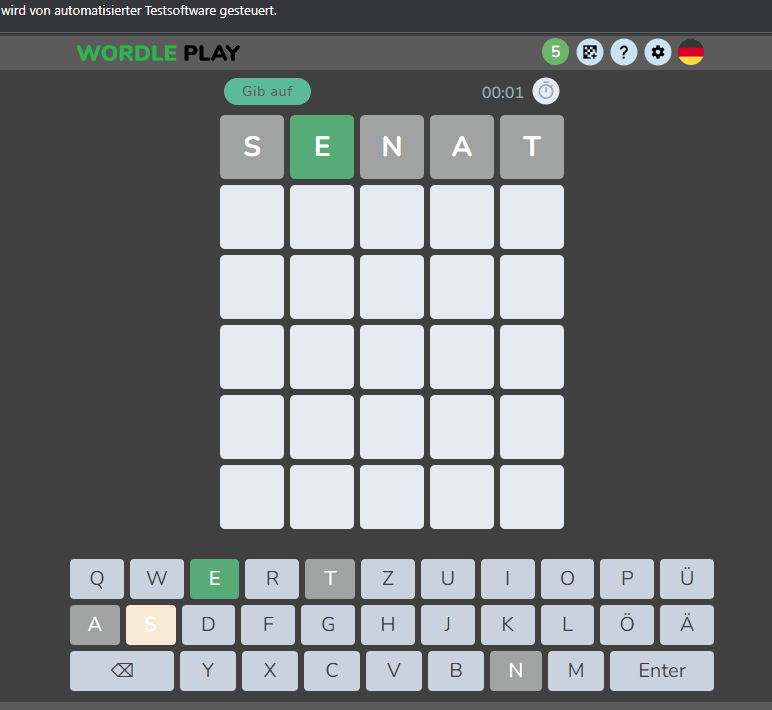 wird von automatisierter Testsoftware gesteuert.
WORDLE PLAY 5 ?
Gib auf 00:01
S E N A T
Q W E R T Z U I O P Ü
A S D F G H J K L Ö Ä
⌫ Y X C V B N M Enter